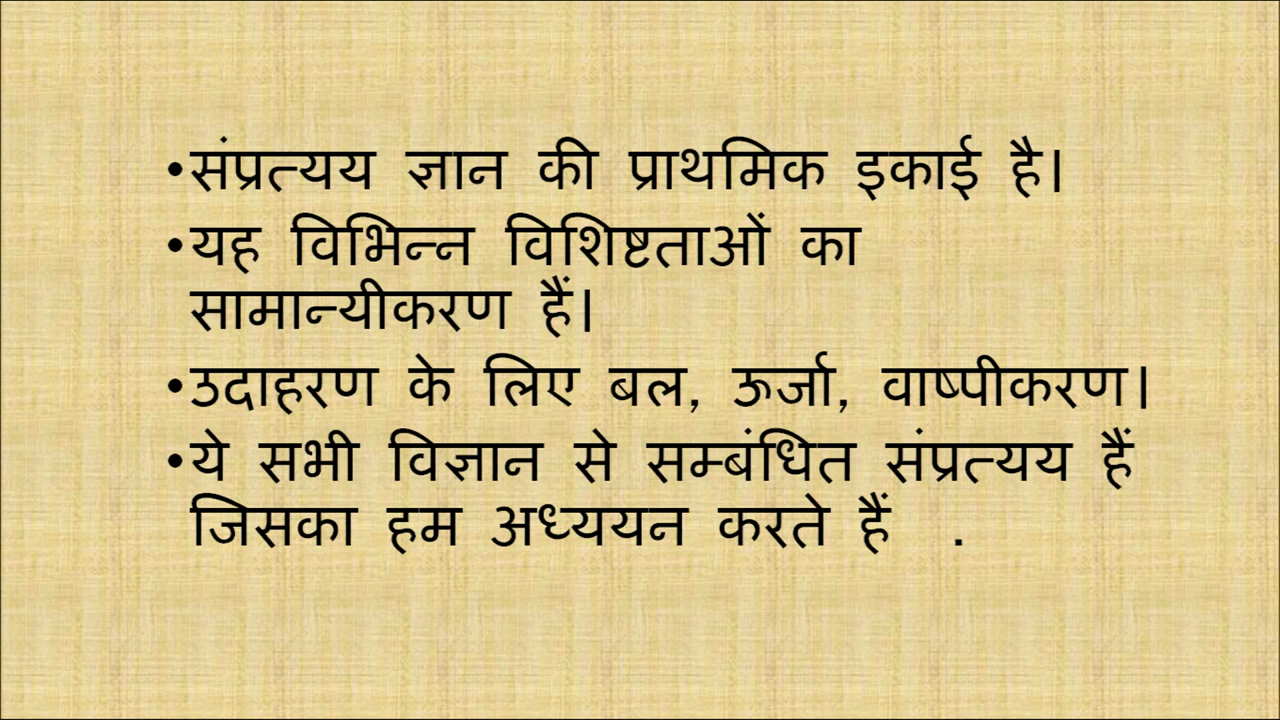 •संप्रत्यय ज्ञान की प्राथमिक इकाई है।
•यह विभिन्न विशिष्टताओं का
सामान्यीकरण हैं।
•उदाहरण के लिए बल, ऊर्जा, वाष्पीकरण।
•ये सभी विज्ञान से सम्बंधित संप्रत्यय हैं
जिसका हम अध्ययन करते हैं .